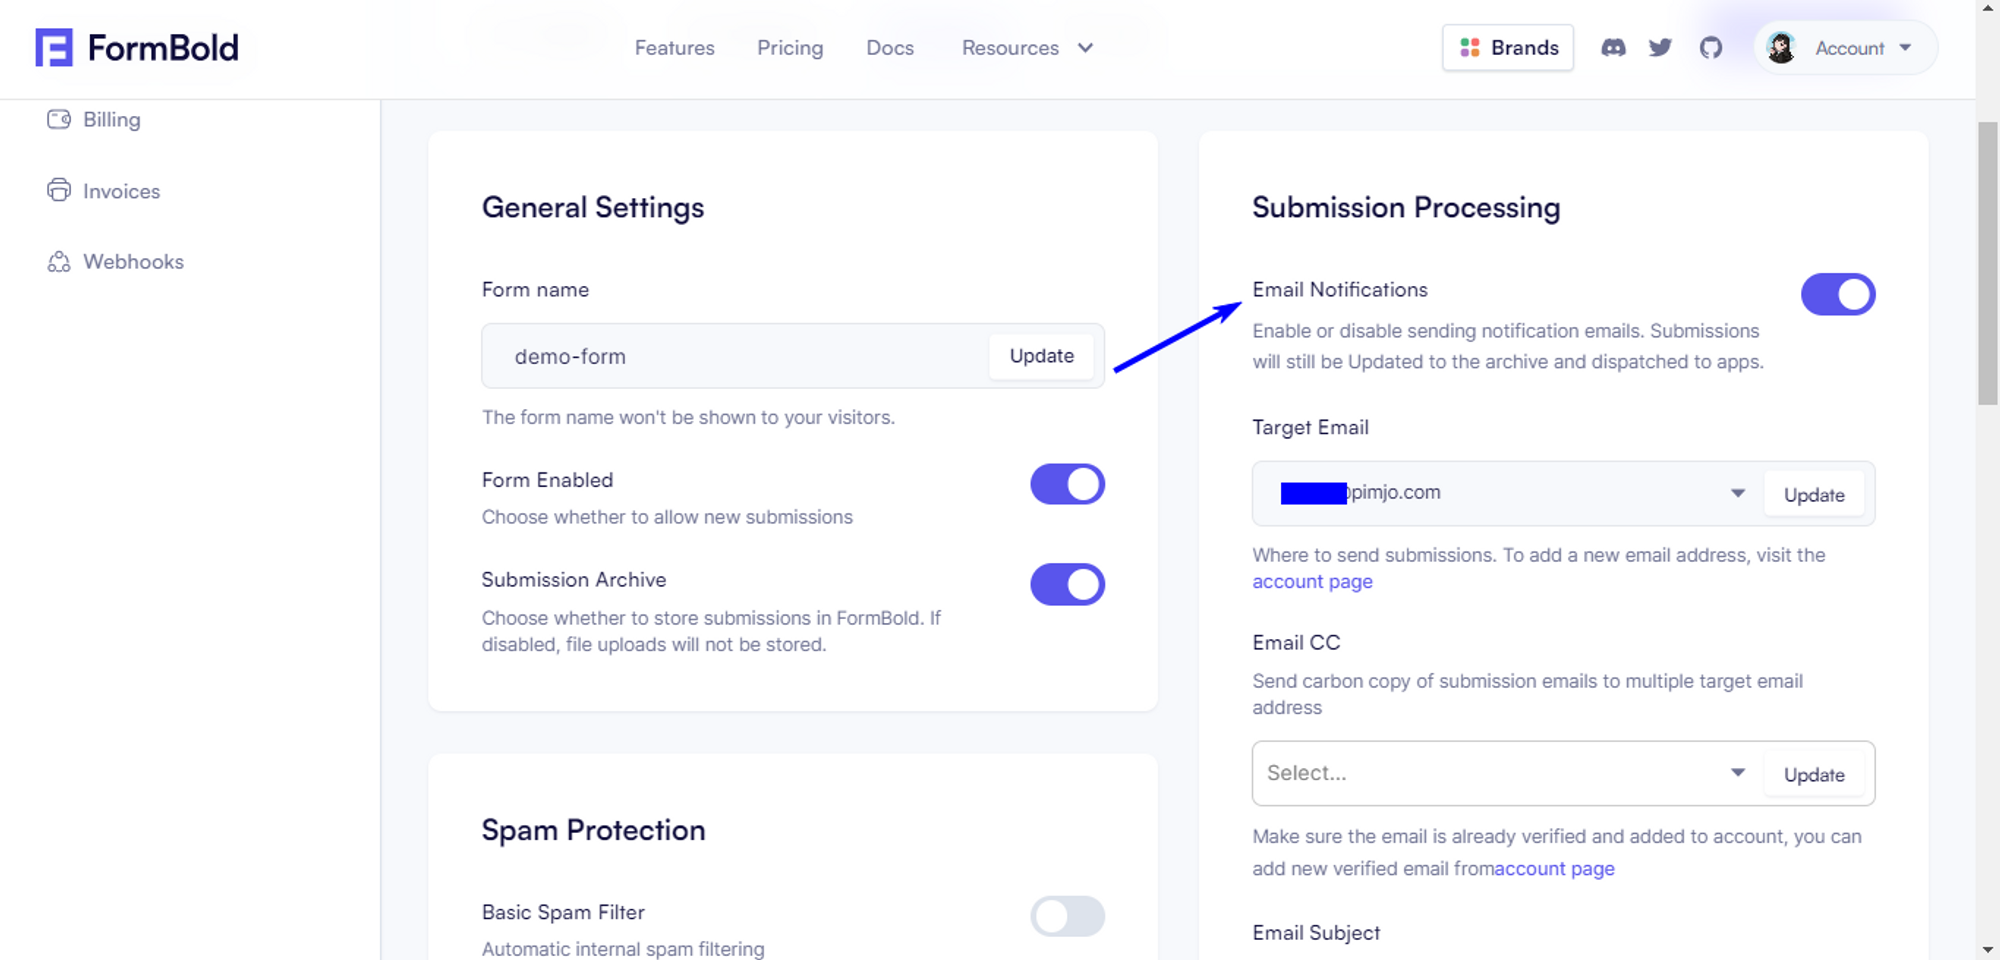 FormBold
Features
Pricing
Docs
Resources
Brands
Account
Billing
Invoices
Webhooks
General Settings
Form name
demo-form
Update
The form name won't be shown to your visitors.
Form Enabled
Choose whether to allow new submissions
Submission Archive
Choose whether to store submissions in FormBold. If
disabled, file uploads will not be stored.
Spam Protection
Basic Spam Filter
Automatic internal spam filtering
Submission Processing
Email Notifications
Enable or disable sending notification emails. Submissions
will still be Updated to the archive and dispatched to apps.
Target Email
pimjo.com
Update
Where to send submissions. To add a new email address, visit the
account page
Email CC
Send carbon copy of submission emails to multiple target email
address
Select...
Update
Make sure the email is already verified and added to account, you can
add new verified email fromaccount page
Email Subject